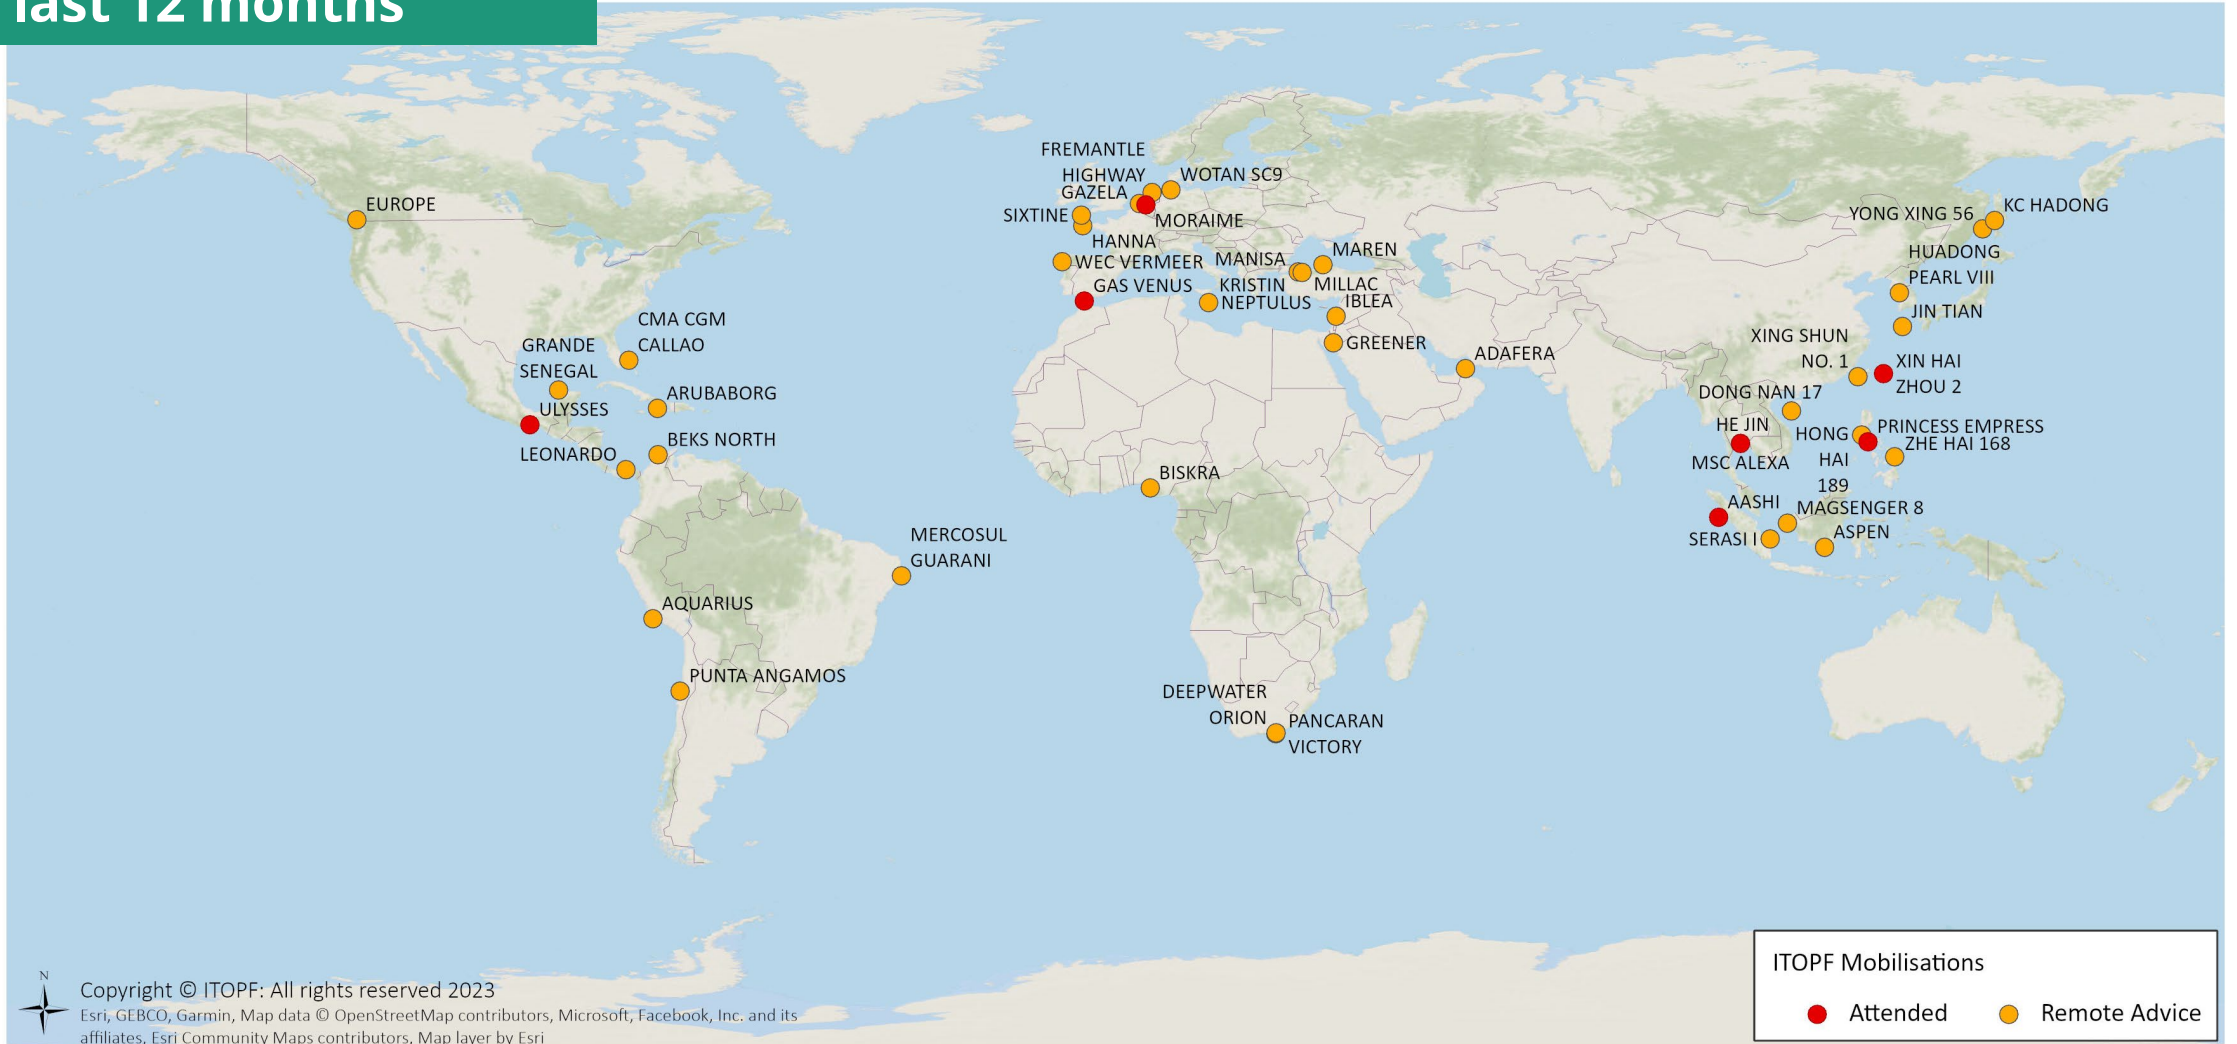 last 12 months
FREMANTLE
HIGHWAY
WOTAN SC9
GAZELA
EUROPE
SIXTINE
MORAIME
YONG XING 56
KC HADONG
HANNA
MAREN
HUADONG
PEARL VIII
WEC VERMEER
MANISA
GAS VENUS
KRISTIN
MILLAC
NEPTULUS
IBLEA
JIN TIAN
CMA CGM
CALLAO
GRANDE
SENEGAL
GREENER
ADAFERA
XING SHUN
NO. 1
XIN HAI
ZHOU 2
ARUBABORG
DONG NAN 17
ULYSSES
HE JIN
PRINCESS EMPRESS
BEKS NORTH
HONG
HAI
189
ZHE HAI 168
LEONARDO
MSC ALEXA
BISKRA
AASHI
MAGSENGER 8
MERCOSUL
GUARANI
SERASI I
ASPEN
AQUARIUS
PUNTA ANGAMOS
DEEPWATER
ORION
PANCARAN
VICTORY
ITOPF Mobilisations
Attended
Remote Advice
N
Copyright © ITOPF: All rights reserved 2023
Esri, GEBCO, Garmin, Map data © OpenStreetMap contributors, Microsoft, Facebook, Inc. and its
affiliates, Esri Community Maps contributors, Map layer by Esri